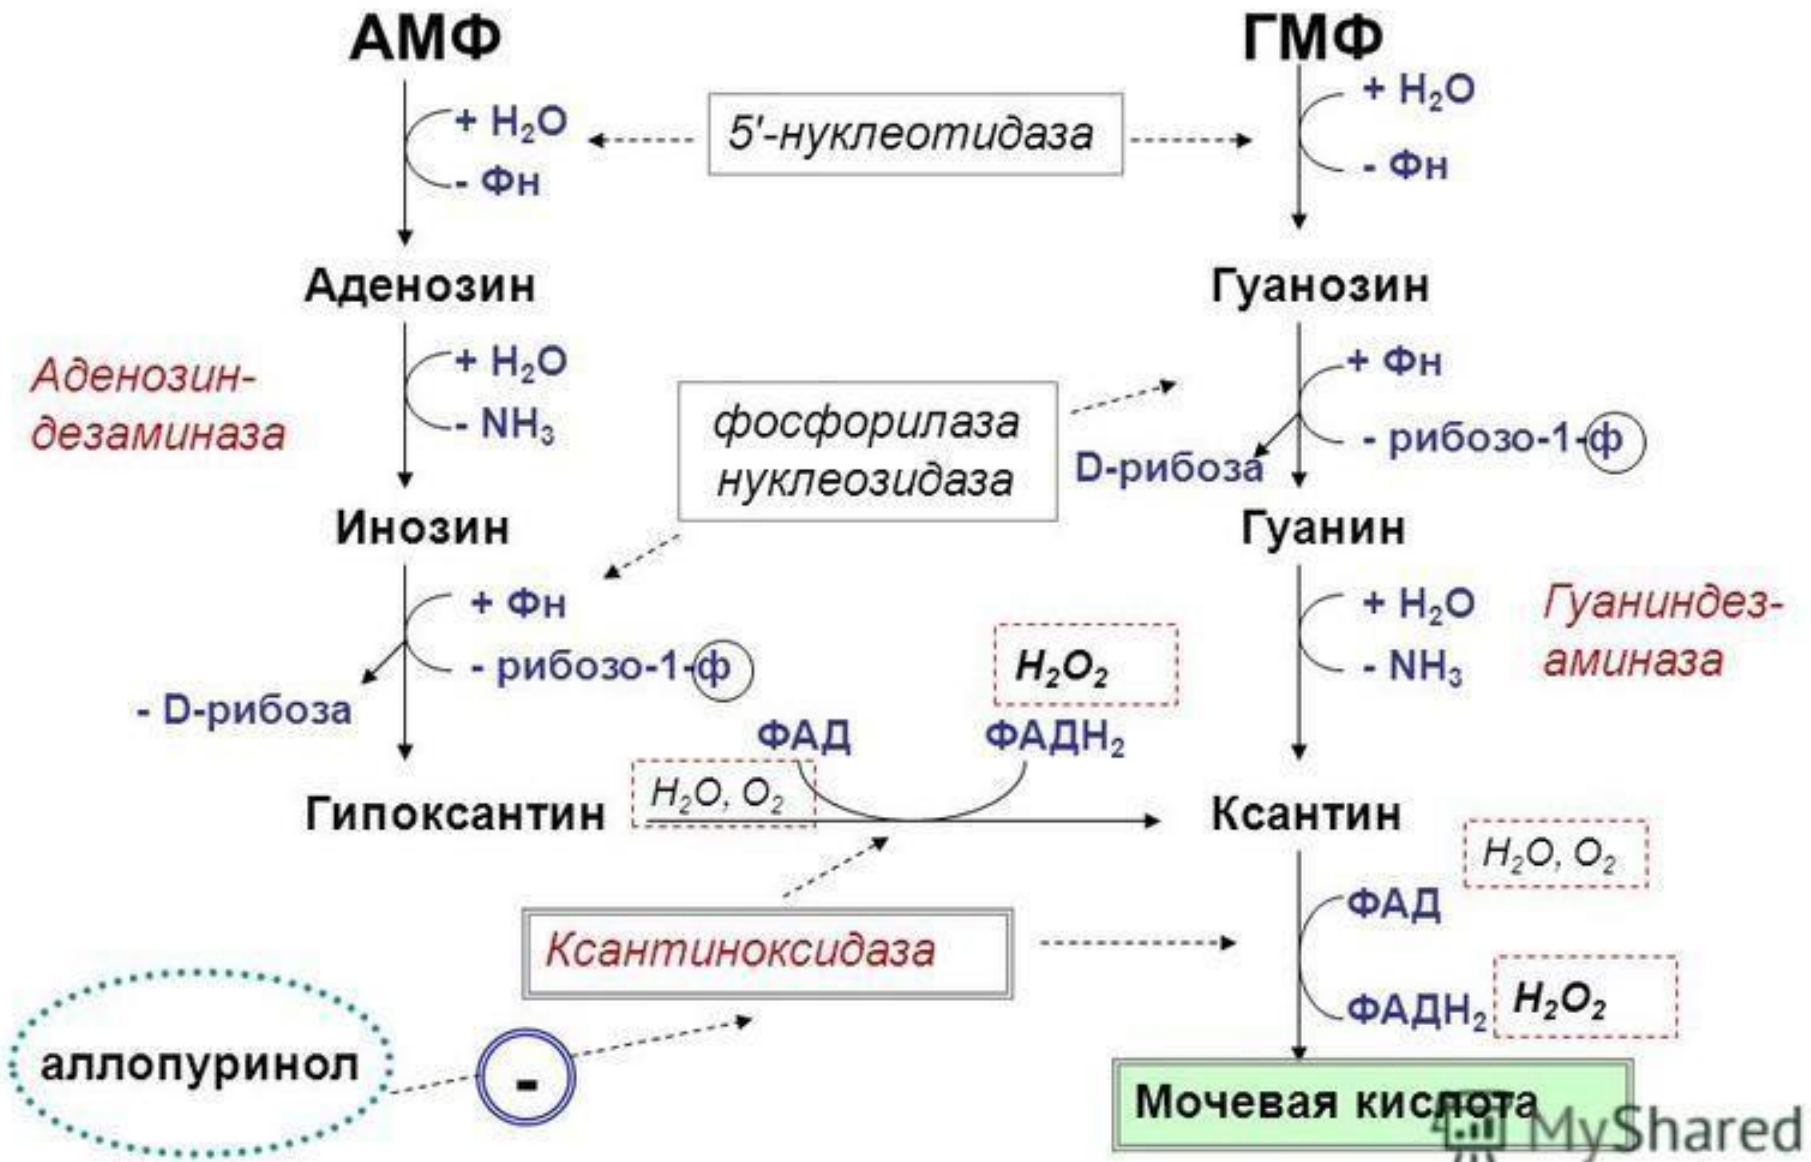 АМФ
ГМФ
+ H₂O
- Фн
5'-нуклеотидаза
+ H₂O
- Фн
Аденозин
Гуанозин
Аденозин-
дезаминаза
+ H₂O
- NH₃
фосфорилаза
нуклеозидаза
+ Фн
- рибозо-1-ф
D-рибоза
Инозин
Гуанин
+ Фн
- рибозо-1-ф
- D-рибоза
+ H₂O
- NH₃
Гуаниндез-
аминаза
H₂O₂
ФАД
ФАДН₂
Гипоксантин
H₂O, O₂
Ксантин
H₂O, O₂
ФАД
ФАДН₂
H₂O₂
Ксантиноксидаза
аллопуринол
-
Мочевая кислота
MyShared